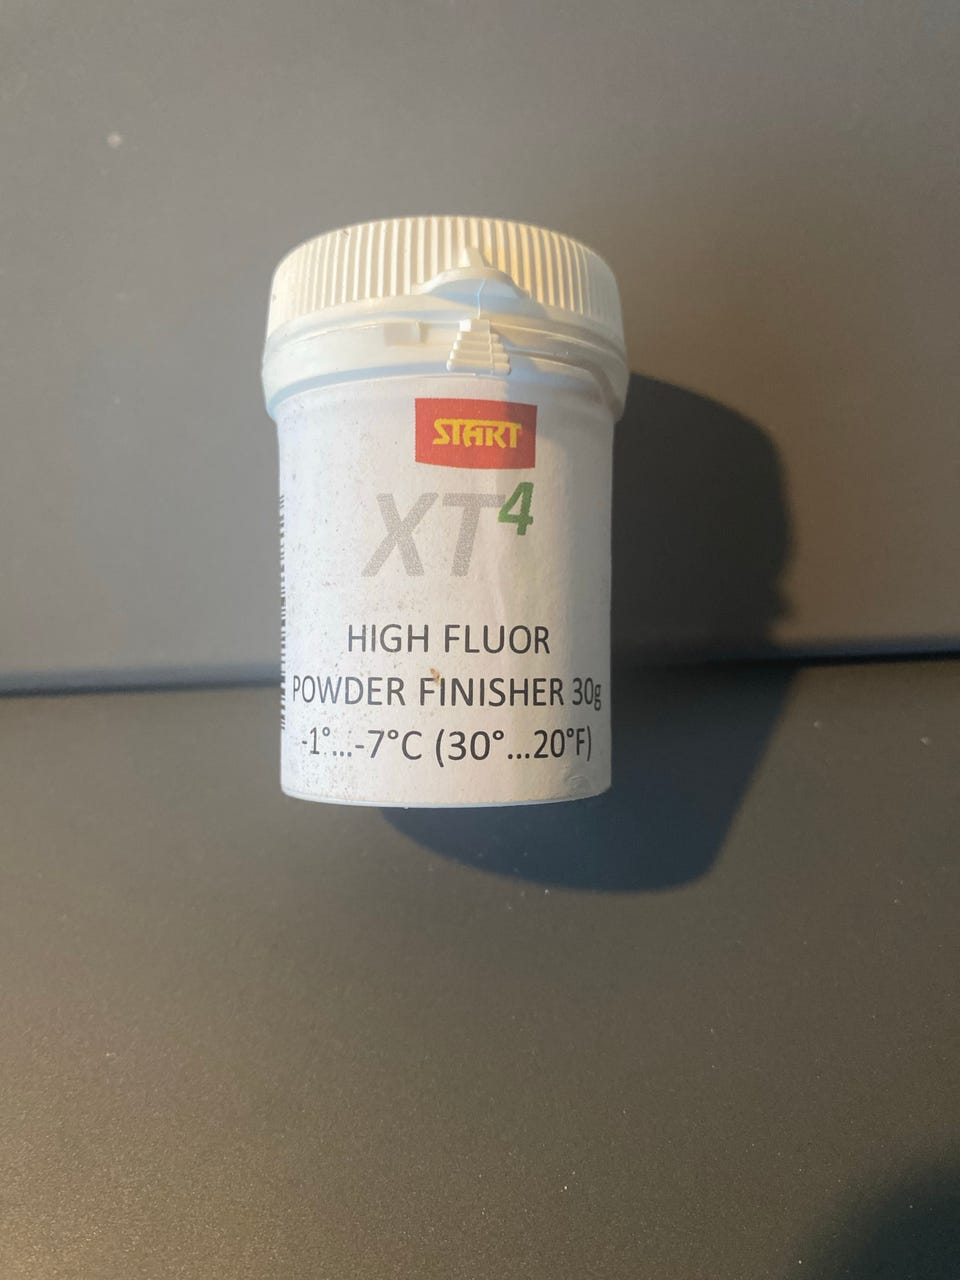 START
XT4
HIGH FLUOR
POWDER FINISHER 30g
-1°...-7°C (30°...20°F)